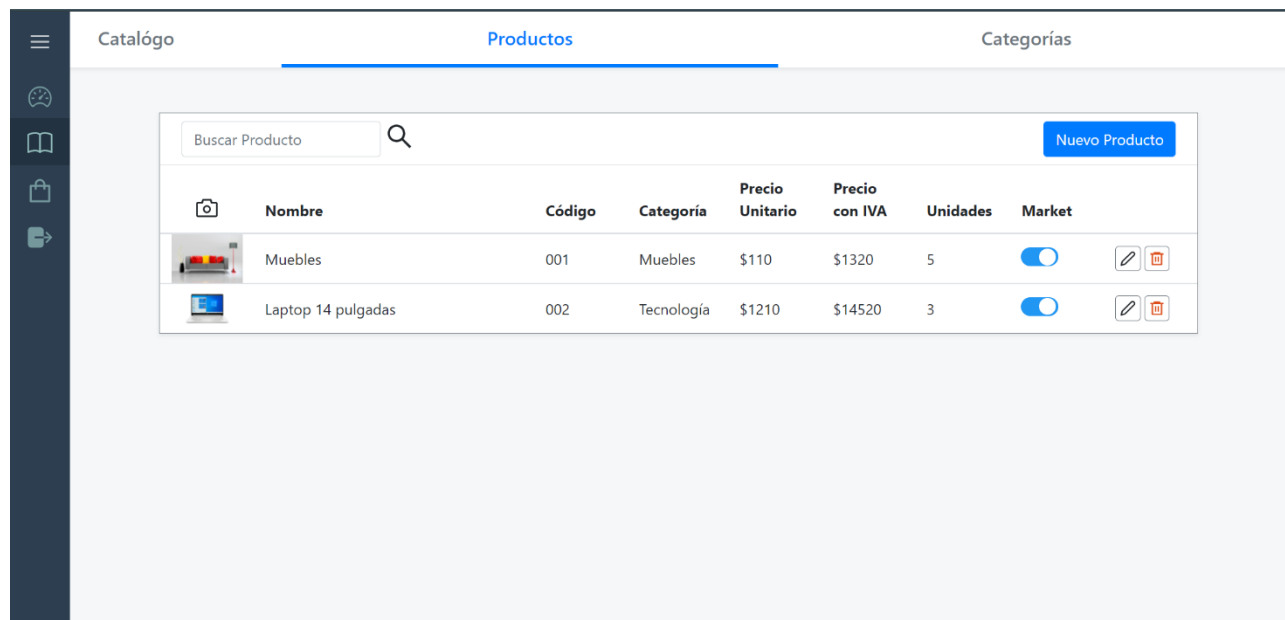 Catalógo Productos Categorías
Buscar Producto Nuevo Producto
Nombre Código Categoría Precio Unitario Precio con IVA Unidades Market
Muebles 001 Muebles $110 $1320 5
Laptop 14 pulgadas 002 Tecnología $1210 $14520 3